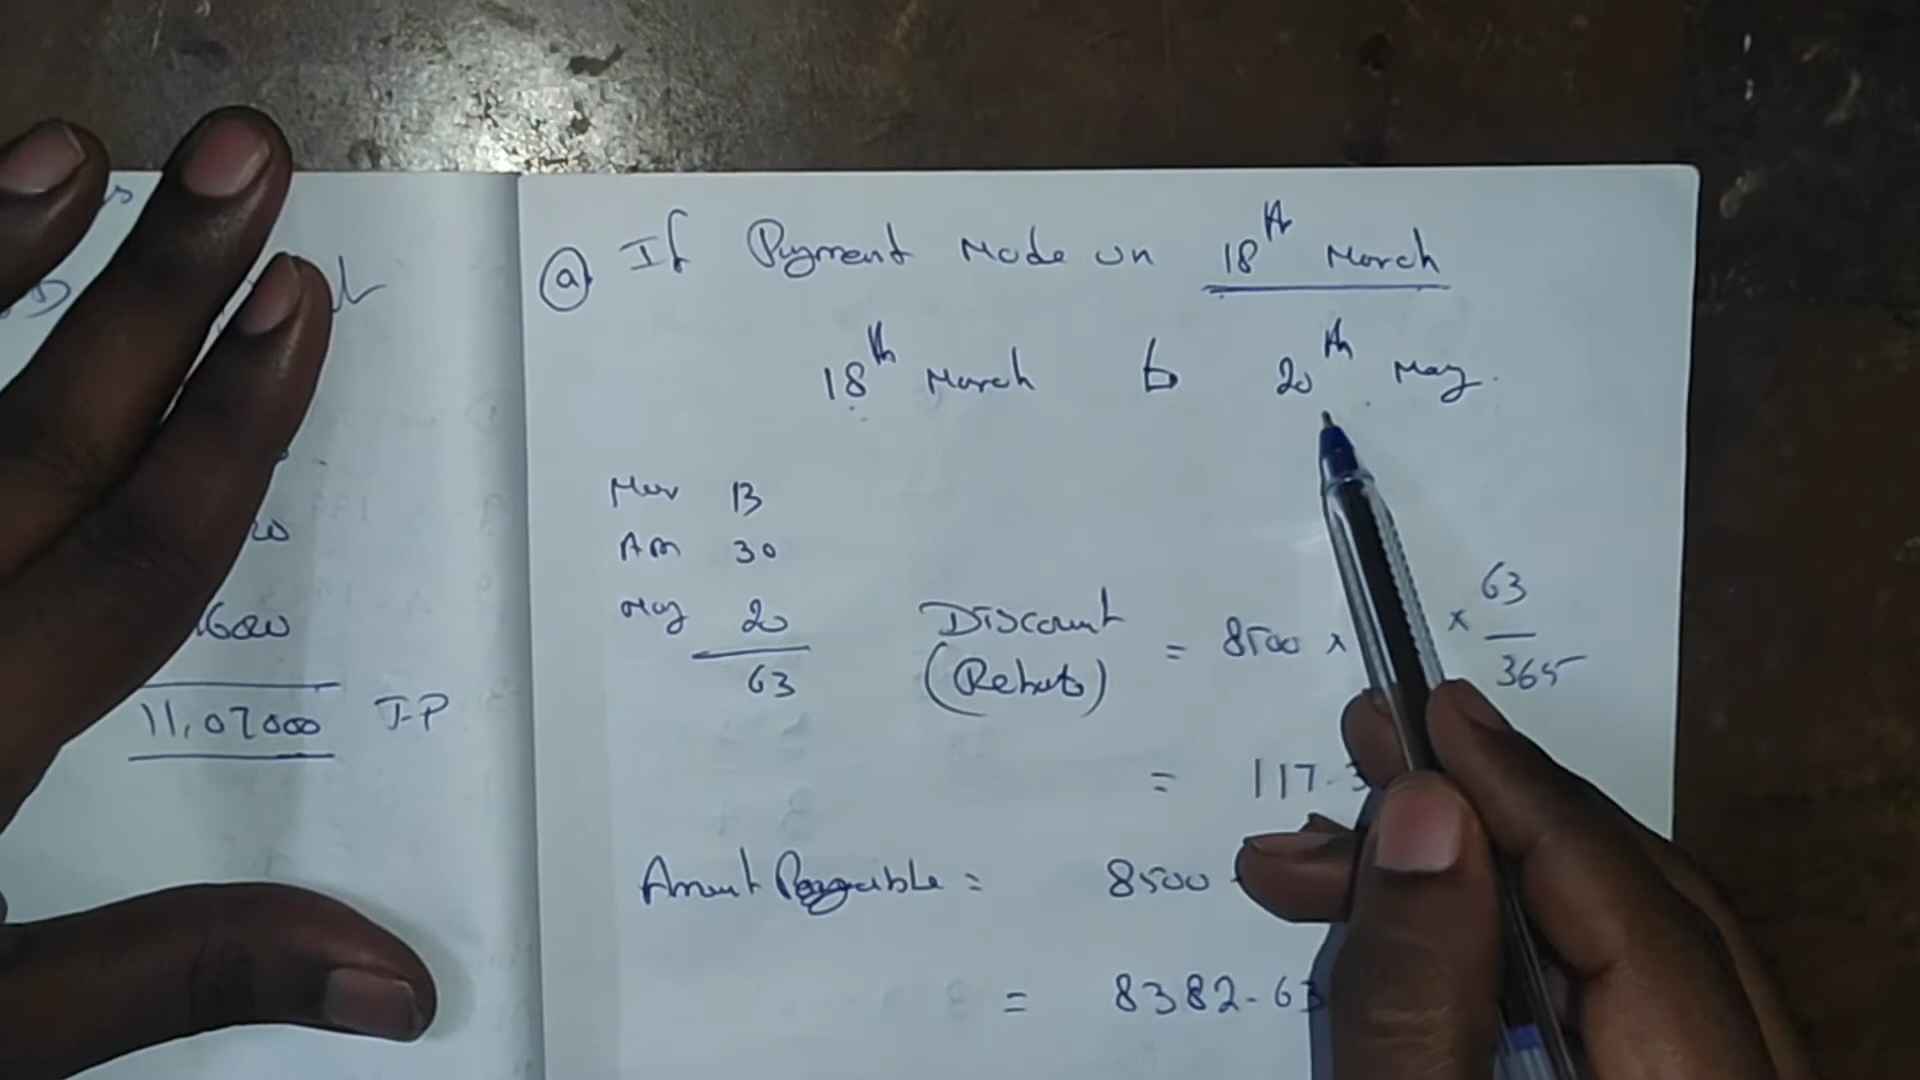 600
11,07000 J-P
(a) If Payment Made on 18th March
18th March to 20th May.
Mar 13
30
May 20
63
Discount (Rebate) = 8500 × × 63/365
= 117.3
Amount Payable = 8500
= 8382-63